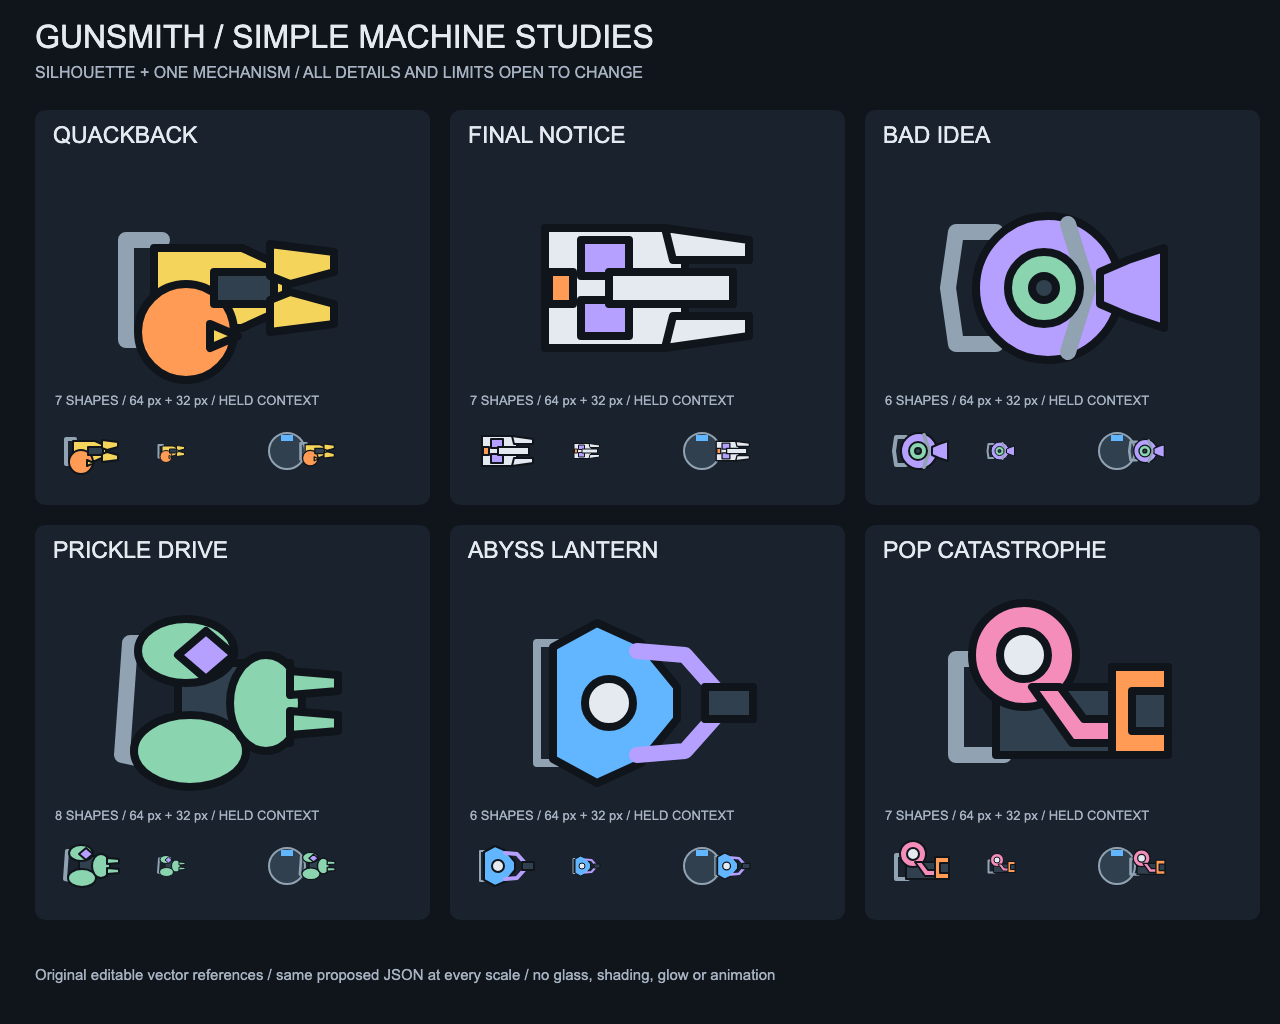 GUNSMITH / SIMPLE MACHINE STUDIES
SILHOUETTE + ONE MECHANISM / ALL DETAILS AND LIMITS OPEN TO CHANGE
QUACKBACK
7 SHAPES / 64 px + 32 px / HELD CONTEXT
FINAL NOTICE
7 SHAPES / 64 px + 32 px / HELD CONTEXT
BAD IDEA
6 SHAPES / 64 px + 32 px / HELD CONTEXT
PRICKLE DRIVE
8 SHAPES / 64 px + 32 px / HELD CONTEXT
ABYSS LANTERN
6 SHAPES / 64 px + 32 px / HELD CONTEXT
POP CATASTROPHE
7 SHAPES / 64 px + 32 px / HELD CONTEXT
Original editable vector references / same proposed JSON at every scale / no glass, shading, glow or animation